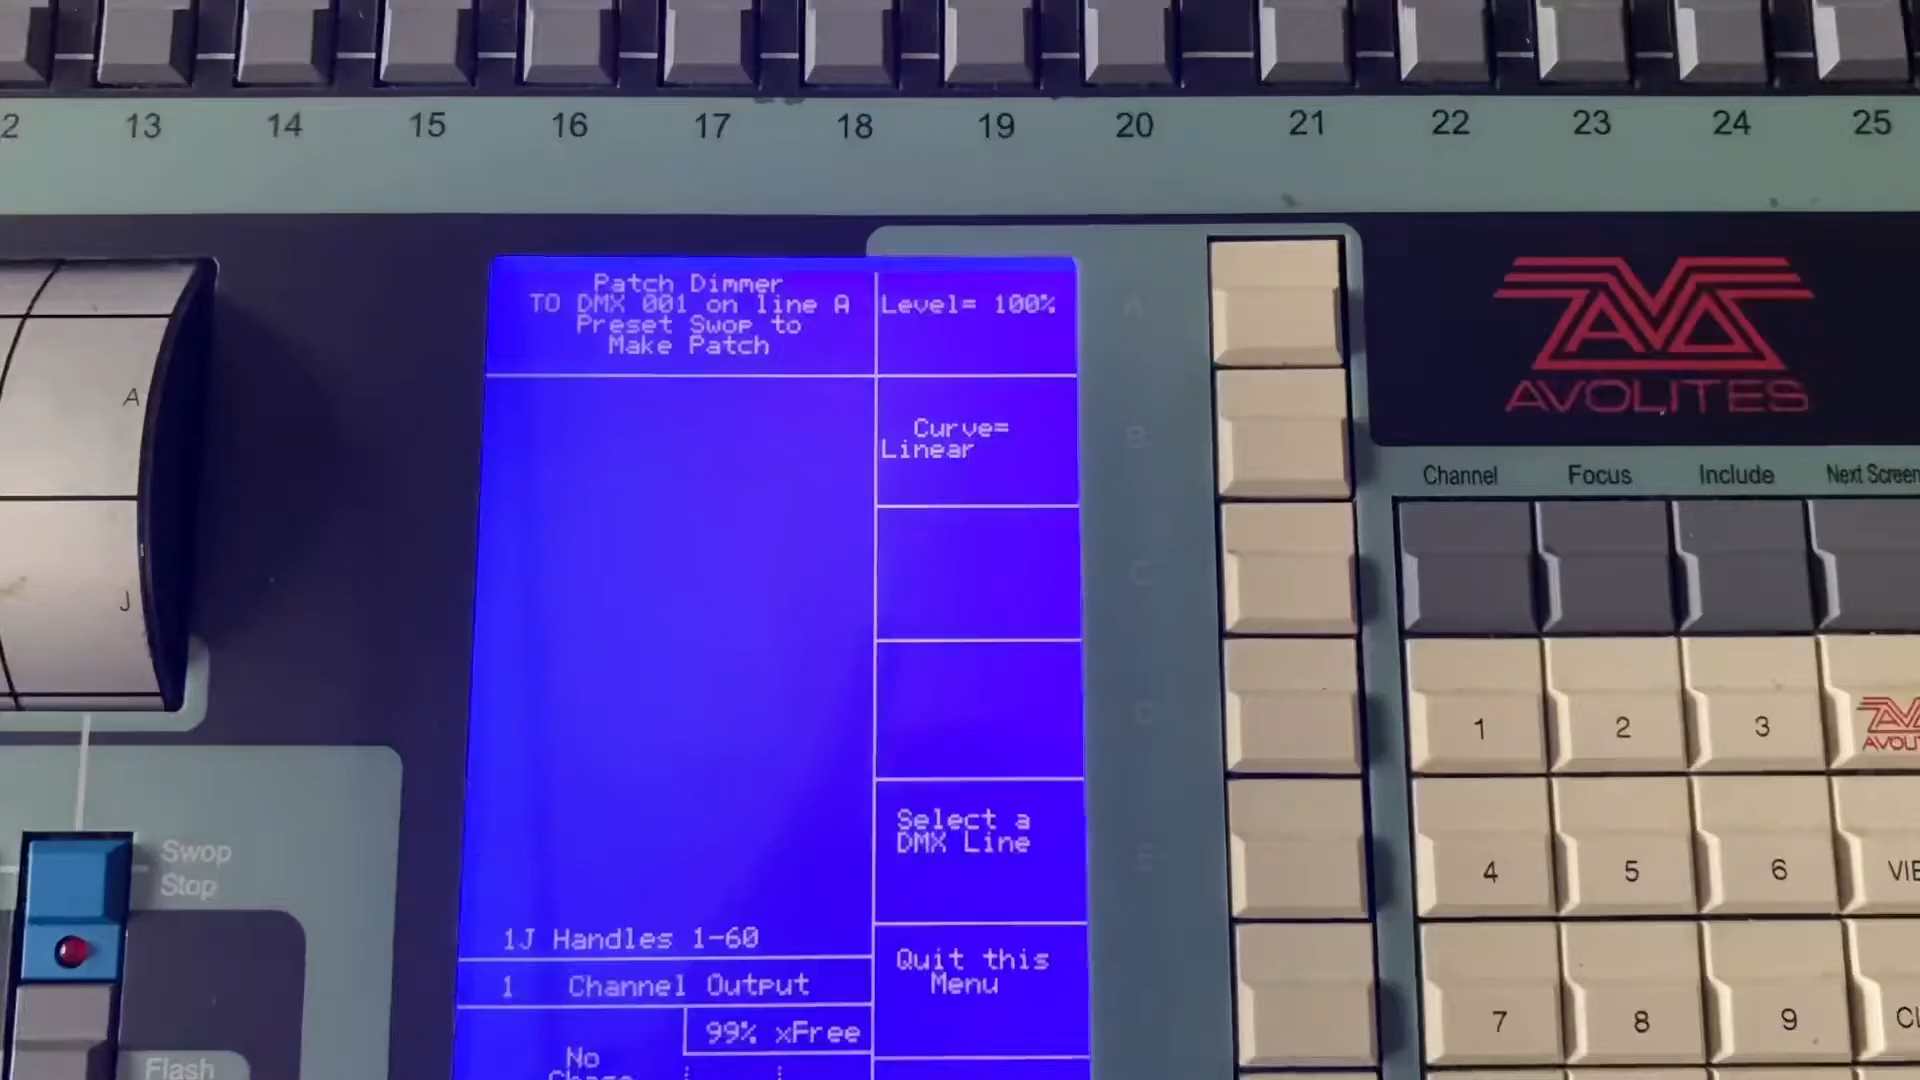 13 14 15 16 17 18 19 20 21 22 23 24 25
Patch Dimmer
TO DMX 001 on line A
Preset Swop to
Make Patch
Level= 100%
Curve=
Linear
Select a
DMX Line
Quit this
Menu
1J Handles 1-60
1 Channel Output
99% xFree
No
A
J
Swop
Stop
Flash
A
B
C
D
E
AVOLITES
Channel Focus Include Next Screen
1 2 3
4 5 6
7 8 9